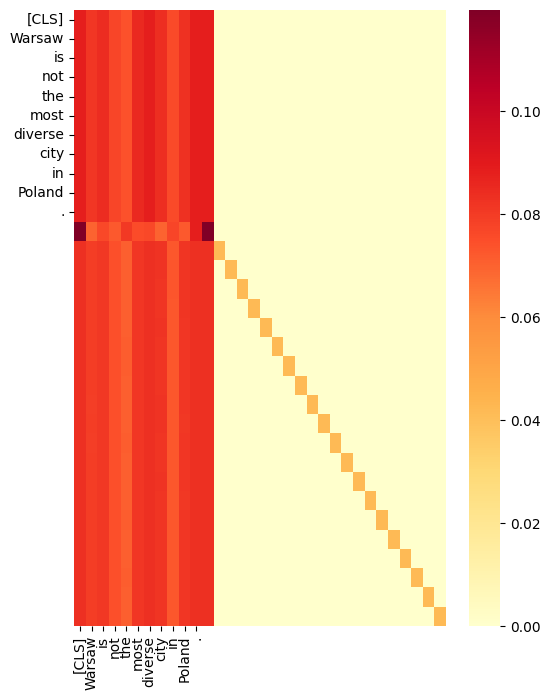 [CLS]
Warsaw
is
not
the
most
diverse
city
in
Poland
.
0.10
0.08
0.06
0.04
0.02
0.00
[CLS]
Warsaw
is
not
the
most
diverse
city
in
Poland
.